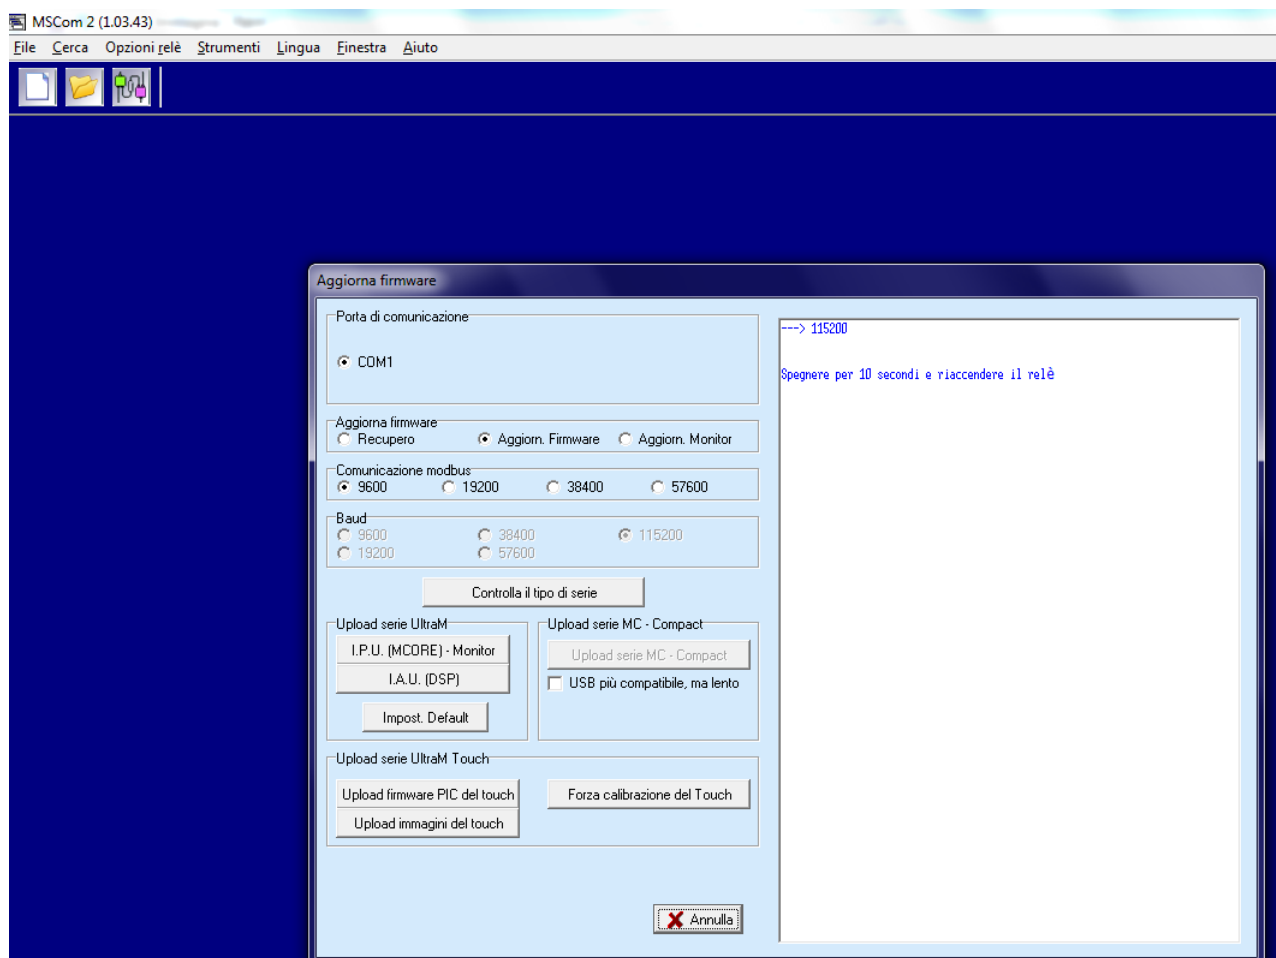 MSCom 2 (1.03.43)
File Cerca Opzioni relè Strumenti Lingua Finestra Aiuto
Aggiorna firmware
Porta di comunicazione
COM1
Aggiorna firmware
Recupero Aggiorn. Firmware Aggiorn. Monitor
Comunicazione modbus
9600 19200 38400 57600
Baud
9600 38400 115200
19200 57600
Controlla il tipo di serie
Upload serie UltraM
I.P.U. (MCORE) - Monitor
I.A.U. (DSP)
Impost. Default
Upload serie MC - Compact
Upload serie MC - Compact
USB più compatibile, ma lento
Upload serie UltraM Touch
Upload firmware PIC del touch Forza calibrazione del Touch
Upload immagini del touch
Annulla
---> 115200
Spegnere per 10 secondi e riaccendere il relè